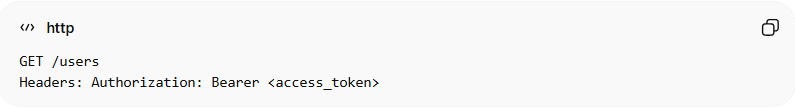 </> http
GET /users
Headers: Authorization: Bearer <access_token>